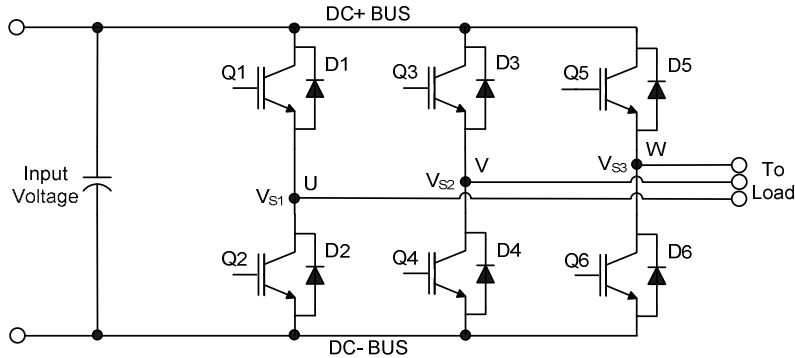 DC+ BUS
Q1
D1
Q3
D3
Q5
D5
Input
Voltage
VS1
U
VS2
V
VS3
W
To
Load
Q2
D2
Q4
D4
Q6
D6
DC- BUS